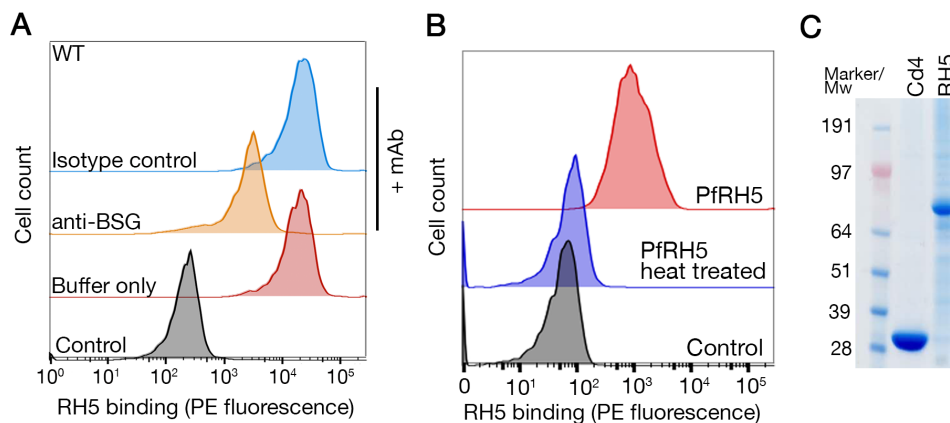 A
WT
Isotype control
anti-BSG
Buffer only
Control
Cell count
+ mAb
10⁰ 10¹ 10² 10³ 10⁴ 10⁵
RH5 binding (PE fluorescence)
B
PfRH5
PfRH5
heat treated
Control
Cell count
0 10¹ 10² 10³ 10⁴ 10⁵
RH5 binding (PE fluorescence)
C
Marker/
Mw
Cd4
RH5
191
97
64
51
39
28